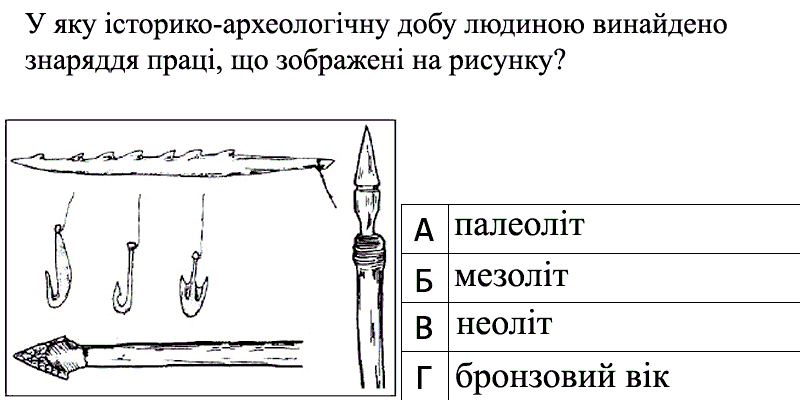 У яку історико-археологічну добу людиною винайдено
знаряддя праці, що зображені на рисунку?
А палеоліт
Б мезоліт
В неоліт
Г бронзовий вік